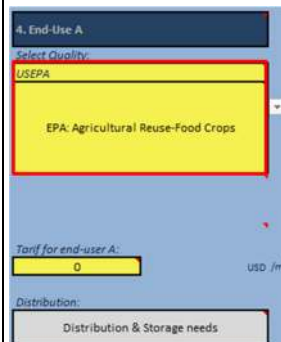 4. End-Use A
Select Quality:
USEPA
EPA: Agricultural Reuse-Food Crops
Tarif for end-user A:
0
USD /m
Distribution:
Distribution & Storage needs